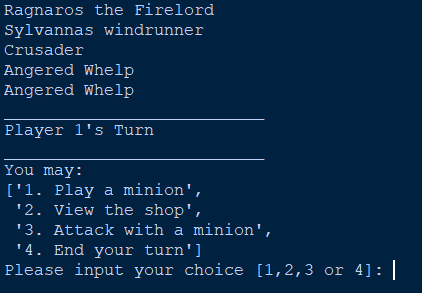 Ragnaros the Firelord
Sylvannas windrunner
Crusader
Angered Whelp
Angered Whelp
__________________________
Player 1's Turn
__________________________
You may:
['1. Play a minion',
 '2. View the shop',
 '3. Attack with a minion',
 '4. End your turn']
Please input your choice [1,2,3 or 4]: